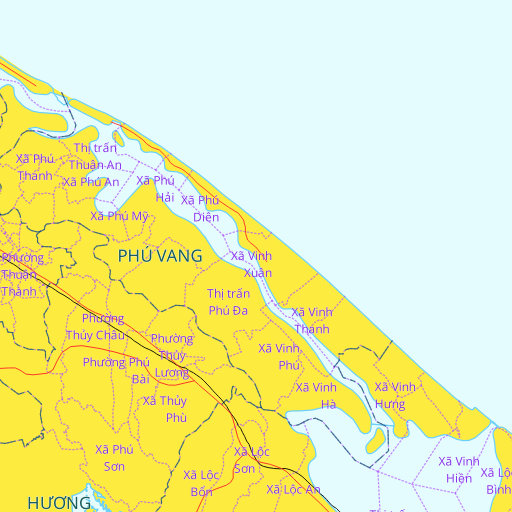 Thị trấn
Thuận An
Xã Phú
Thanh
Xã Phú An
Xã Phú
Hải
Xã Phú
Diên
Xã Phú Mỹ
PHÚ VANG
Xã Vinh
Xuân
Phường
Thuận
Thành
Thị trấn
Phú Đa
Xã Vinh
Thanh
Phường
Thủy Châu
Phường
Thủy
Lương
Phường Phú
Bài
Xã Vinh
Phú
Xã Vinh
Hà
Xã Vinh
Hưng
Xã Thủy
Phù
Xã Phú
Sơn
Xã Lộc
Sơn
Xã Lộc
Bổn
Xã Lộc An
Xã Vinh
Hiền
Xã Lộ
Bình
HƯƠNG